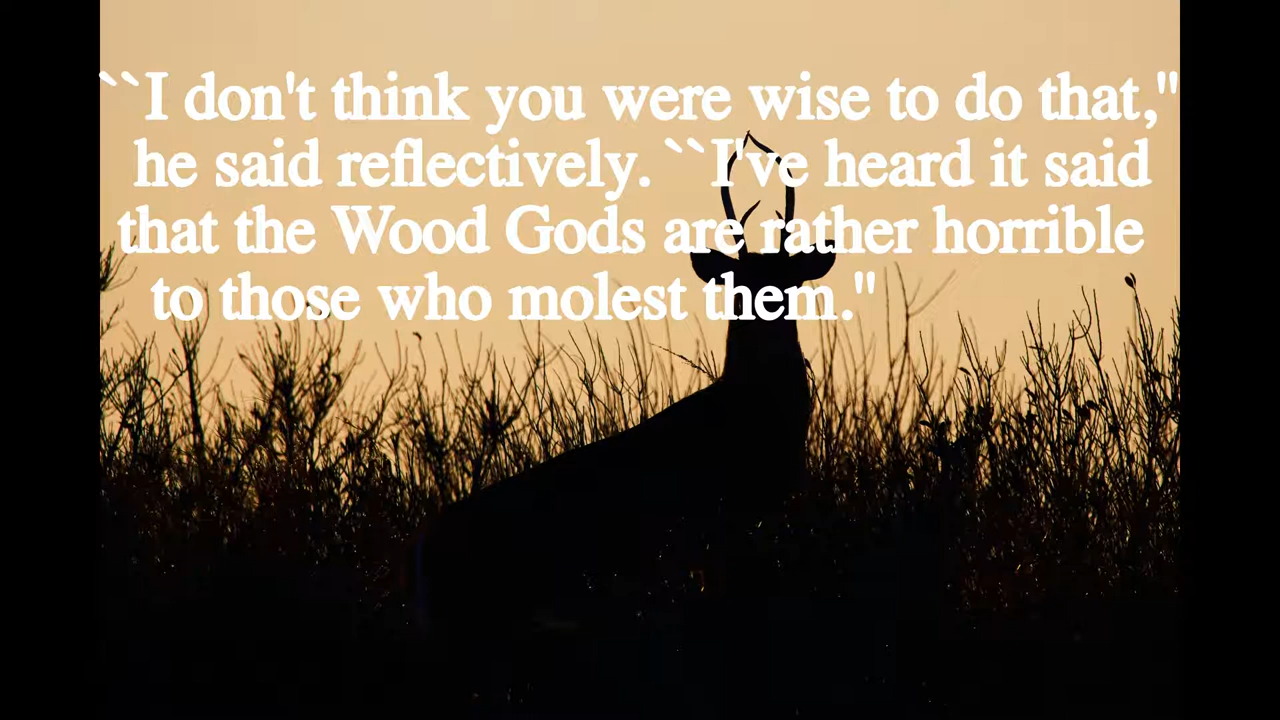 ``I don't think you were wise to do that,"
he said reflectively. ``I've heard it said
that the Wood Gods are rather horrible
to those who molest them."